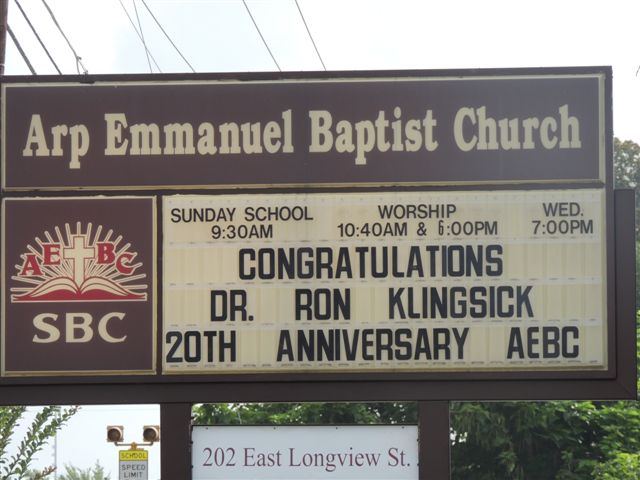 Arp Emmanuel Baptist Church
SUNDAY SCHOOL WORSHIP WED.
9:30AM 10:40AM & 6:00PM 7:00PM
CONGRATULATIONS
DR. RON KLINGSICK
20TH ANNIVERSARY AEBC
AEBC
SBC
202 East Longview St.
SCHOOL
SPEED
LIMIT